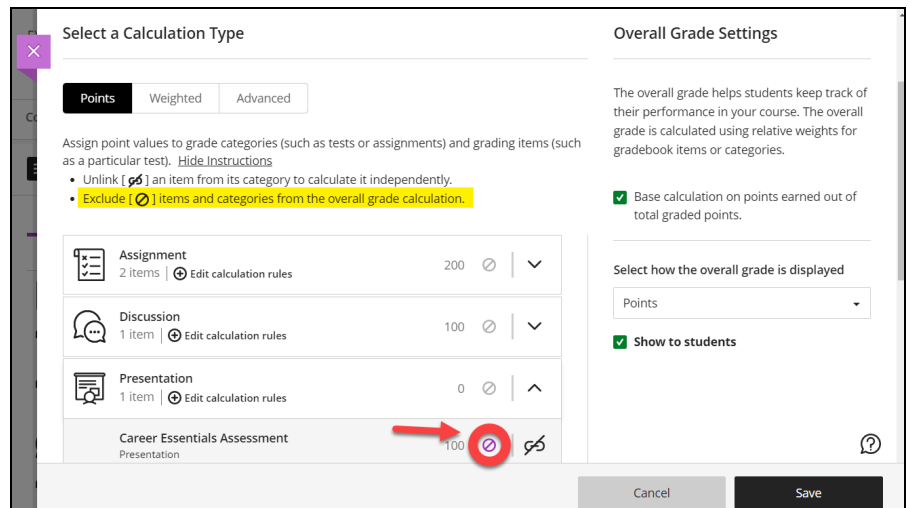 Select a Calculation Type
Points Weighted Advanced
Assign point values to grade categories (such as tests or assignments) and grading items (such
as a particular test). Hide Instructions
• Unlink [ ] an item from its category to calculate it independently.
• Exclude [ ] items and categories from the overall grade calculation.
Assignment
2 items | Edit calculation rules
200
Discussion
1 item | Edit calculation rules
100
Presentation
1 item | Edit calculation rules
0
Career Essentials Assessment
Presentation
100
Overall Grade Settings
The overall grade helps students keep track of
their performance in your course. The overall
grade is calculated using relative weights for
gradebook items or categories.
Base calculation on points earned out of
total graded points.
Select how the overall grade is displayed
Points
Show to students
Cancel Save